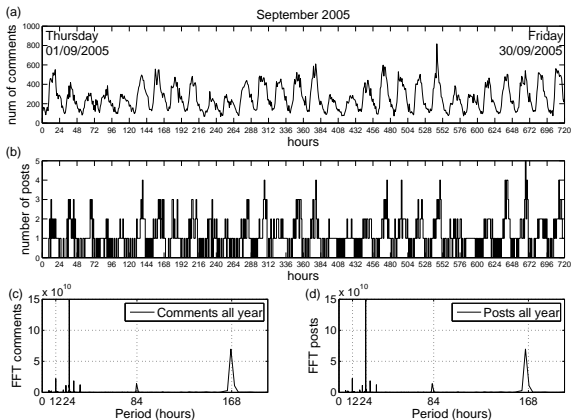 (a)
September 2005
1000
800
600
400
200
0
num of comments
Thursday
01/09/2005
Friday
30/09/2005
0 24 48 72 96 120 144 168 192 216 240 264 288 312 336 360 384 408 432 456 480 504 528 552 576 600 624 648 672 696 720
hours
(b)
5
4
3
2
1
0
number of posts
0 24 48 72 96 120 144 168 192 216 240 264 288 312 336 360 384 408 432 456 480 504 528 552 576 600 624 648 672 696 720
hours
(c)
x 10^10
15
10
5
0
FFT comments
Comments all year
0 12 24 84 168
Period (hours)
(d)
x 10^10
15
10
5
0
FFT posts
Posts all year
0 12 24 84 168
Period (hours)